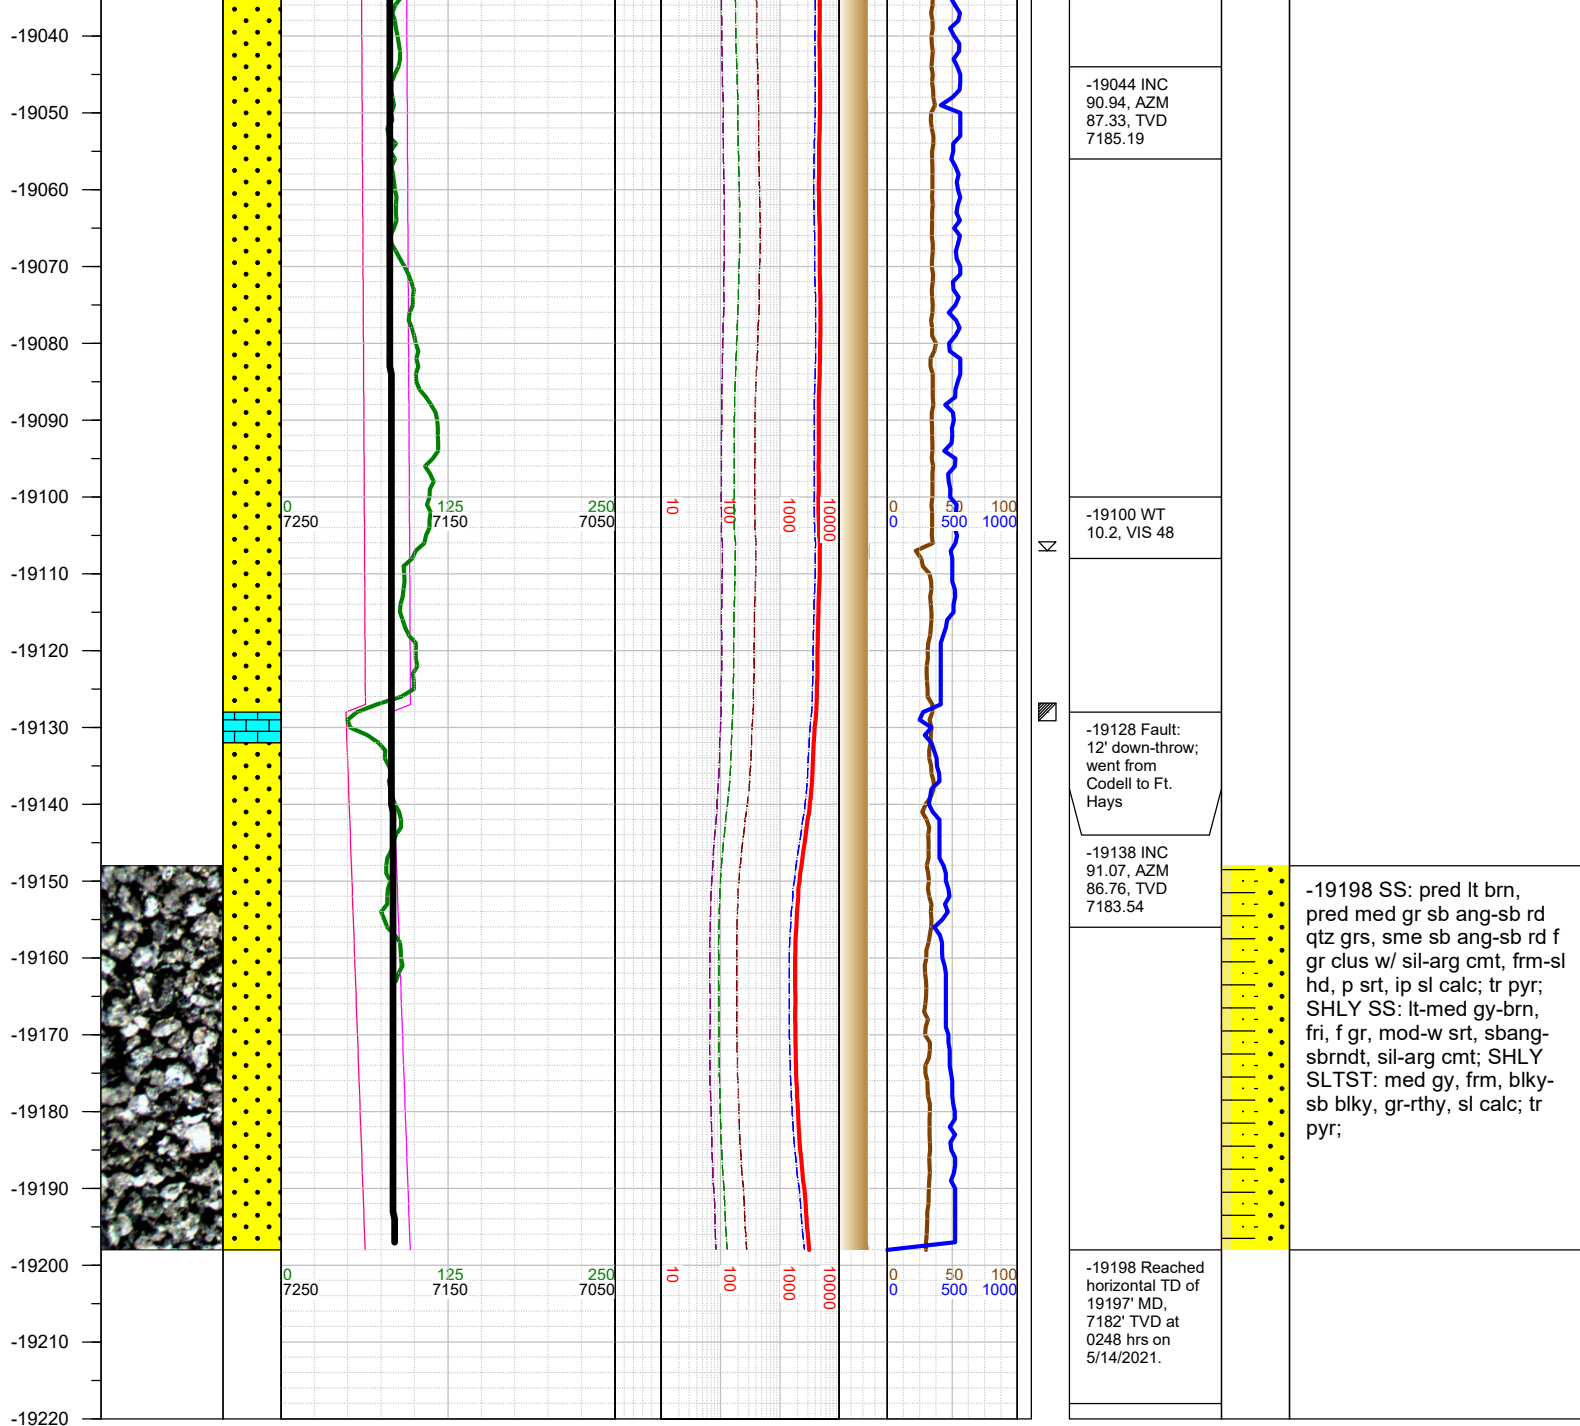 -19040
-19050
-19060
-19070
-19080
-19090
-19100
-19110
-19120
-19130
-19140
-19150
-19160
-19170
-19180
-19190
-19200
-19210
-19220
0 125 250
7250 7150 7050
10 100 1000 10000
0 50 100
0 500 1000
0 125 250
7250 7150 7050
10 100 1000 10000
0 50 100
0 500 1000
-19044 INC
90.94, AZM
87.33, TVD
7185.19
-19100 WT
10.2, VIS 48
-19128 Fault:
12' down-throw;
went from
Codell to Ft.
Hays
-19138 INC
91.07, AZM
86.76, TVD
7183.54
-19198 Reached
horizontal TD of
19197' MD,
7182' TVD at
0248 hrs on
5/14/2021.
-19198 SS: pred lt brn,
pred med gr sb ang-sb rd
qtz grs, sme sb ang-sb rd f
gr clus w/ sil-arg cmt, frm-sl
hd, p srt, ip sl calc; tr pyr;
SHLY SS: lt-med gy-brn,
fri, f gr, mod-w srt, sbang-
sbrndt, sil-arg cmt; SHLY
SLTST: med gy, frm, blky-
sb blky, gr-rthy, sl calc; tr
pyr;